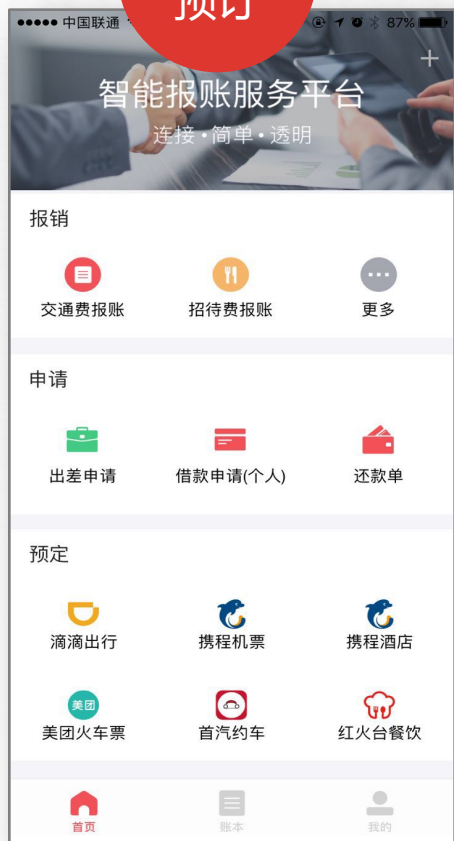 预订
中国联通
87%
智能报账服务平台
连接·简单·透明
报销
交通费报账
招待费报账
更多
申请
出差申请
借款申请(个人)
还款单
预定
滴滴出行
携程机票
携程酒店
美团
美团火车票
首汽约车
红火台餐饮
首页
账本
我的